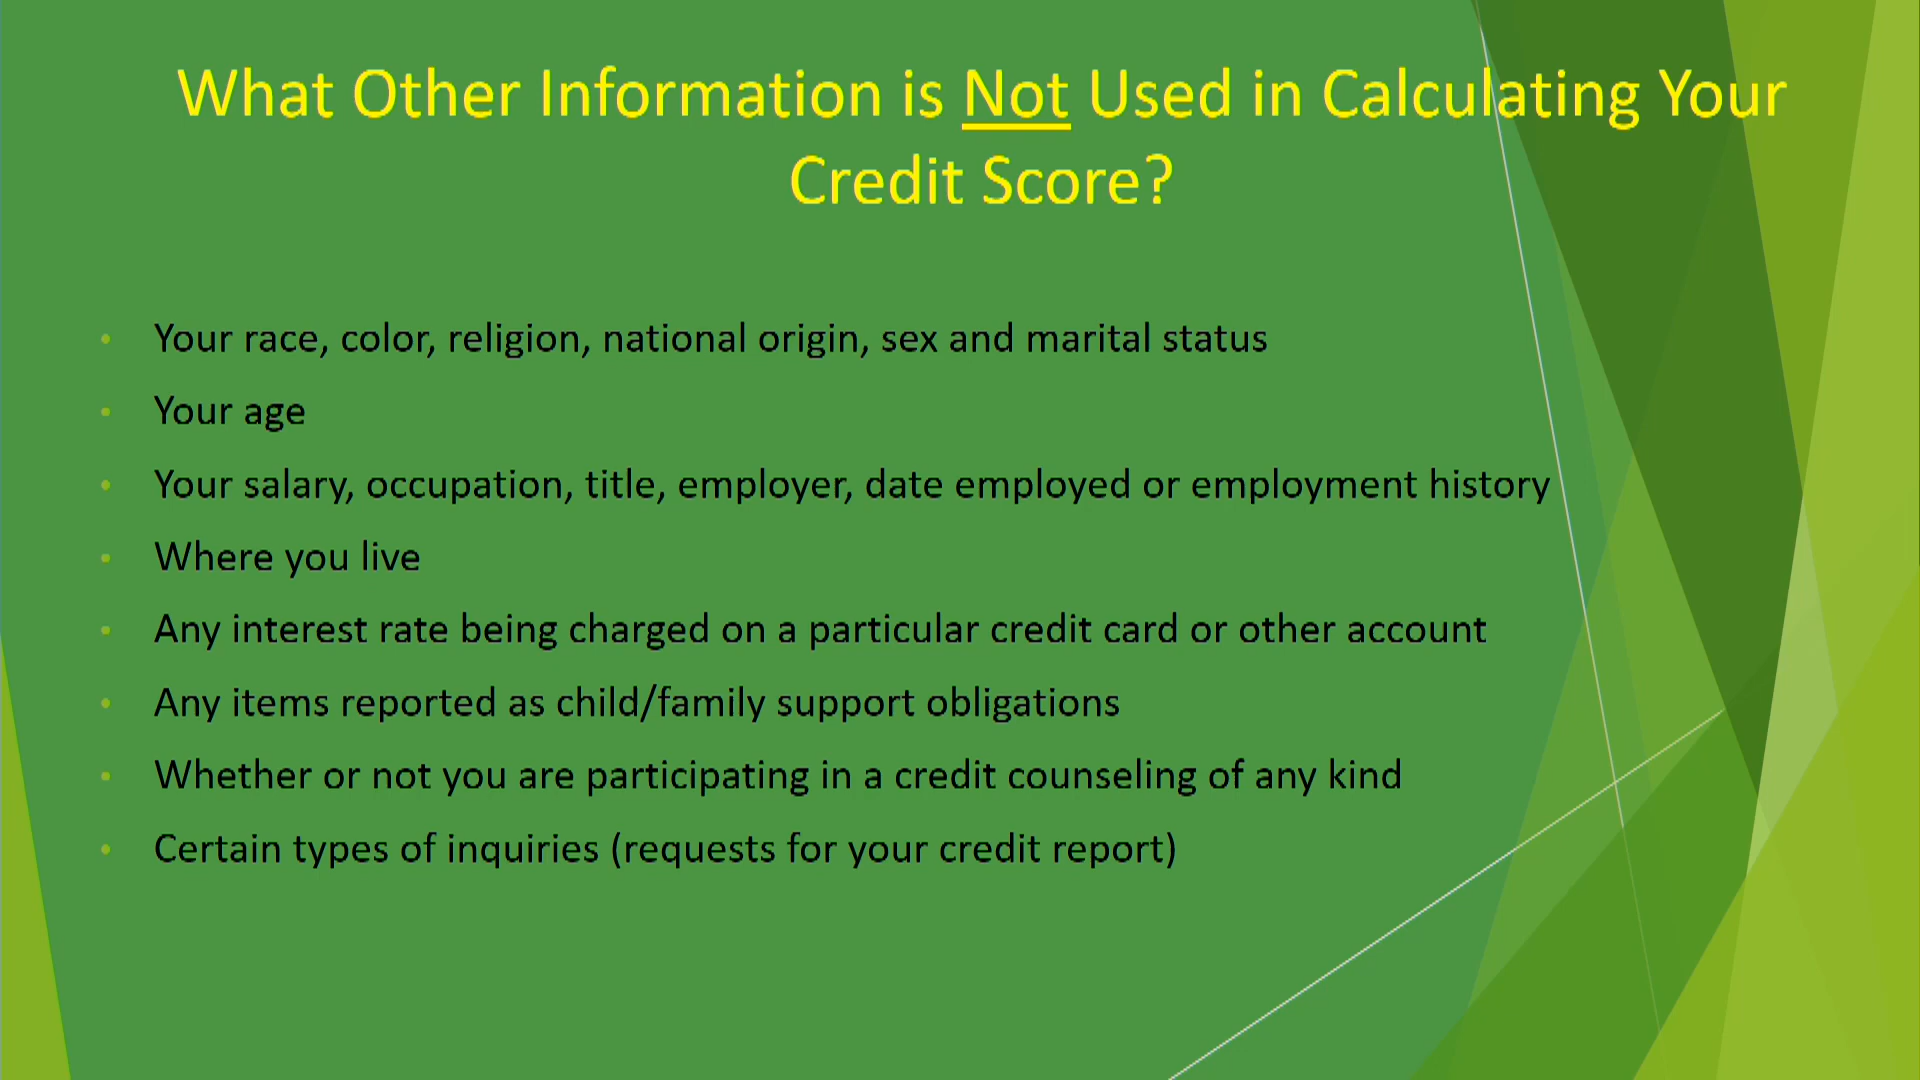 What Other Information is Not Used in Calculating Your
Credit Score?
• Your race, color, religion, national origin, sex and marital status
• Your age
• Your salary, occupation, title, employer, date employed or employment history
• Where you live
• Any interest rate being charged on a particular credit card or other account
• Any items reported as child/family support obligations
• Whether or not you are participating in a credit counseling of any kind
• Certain types of inquiries (requests for your credit report)